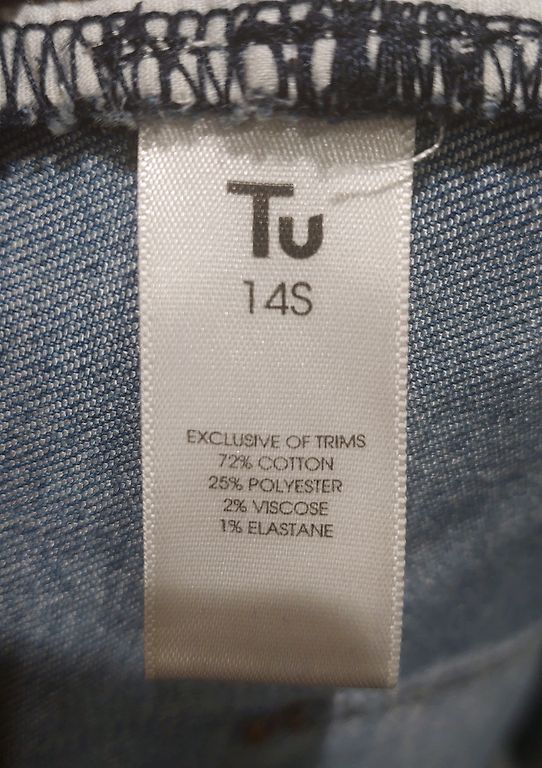 Tu
14S
EXCLUSIVE OF TRIMS
72% COTTON
25% POLYESTER
2% VISCOSE
1% ELASTANE